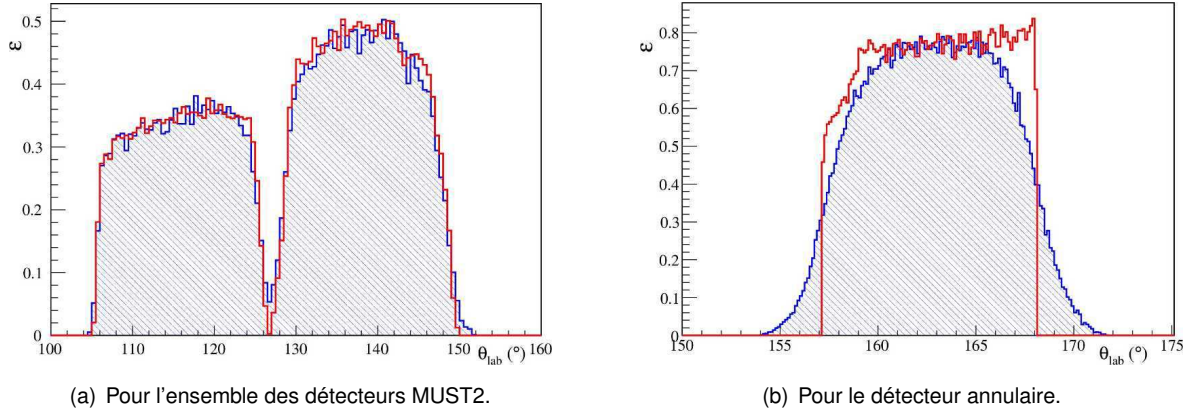 ε
0.5
0.4
0.3
0.2
0.1
0
100 110 120 130 140 150 160
θlab (°)
ε
0.8
0.7
0.6
0.5
0.4
0.3
0.2
0.1
0
150 155 160 165 170 175
θlab (°)
(a) Pour l'ensemble des détecteurs MUST2.
(b) Pour le détecteur annulaire.